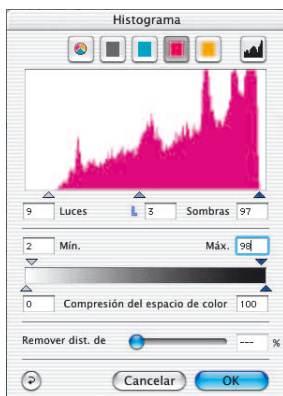 Histograma
9 Luces L 3 Sombras 97
2 Mín. Máx. 98
0 Compresión del espacio de color 100
Remover dist. de --- %
Cancelar OK